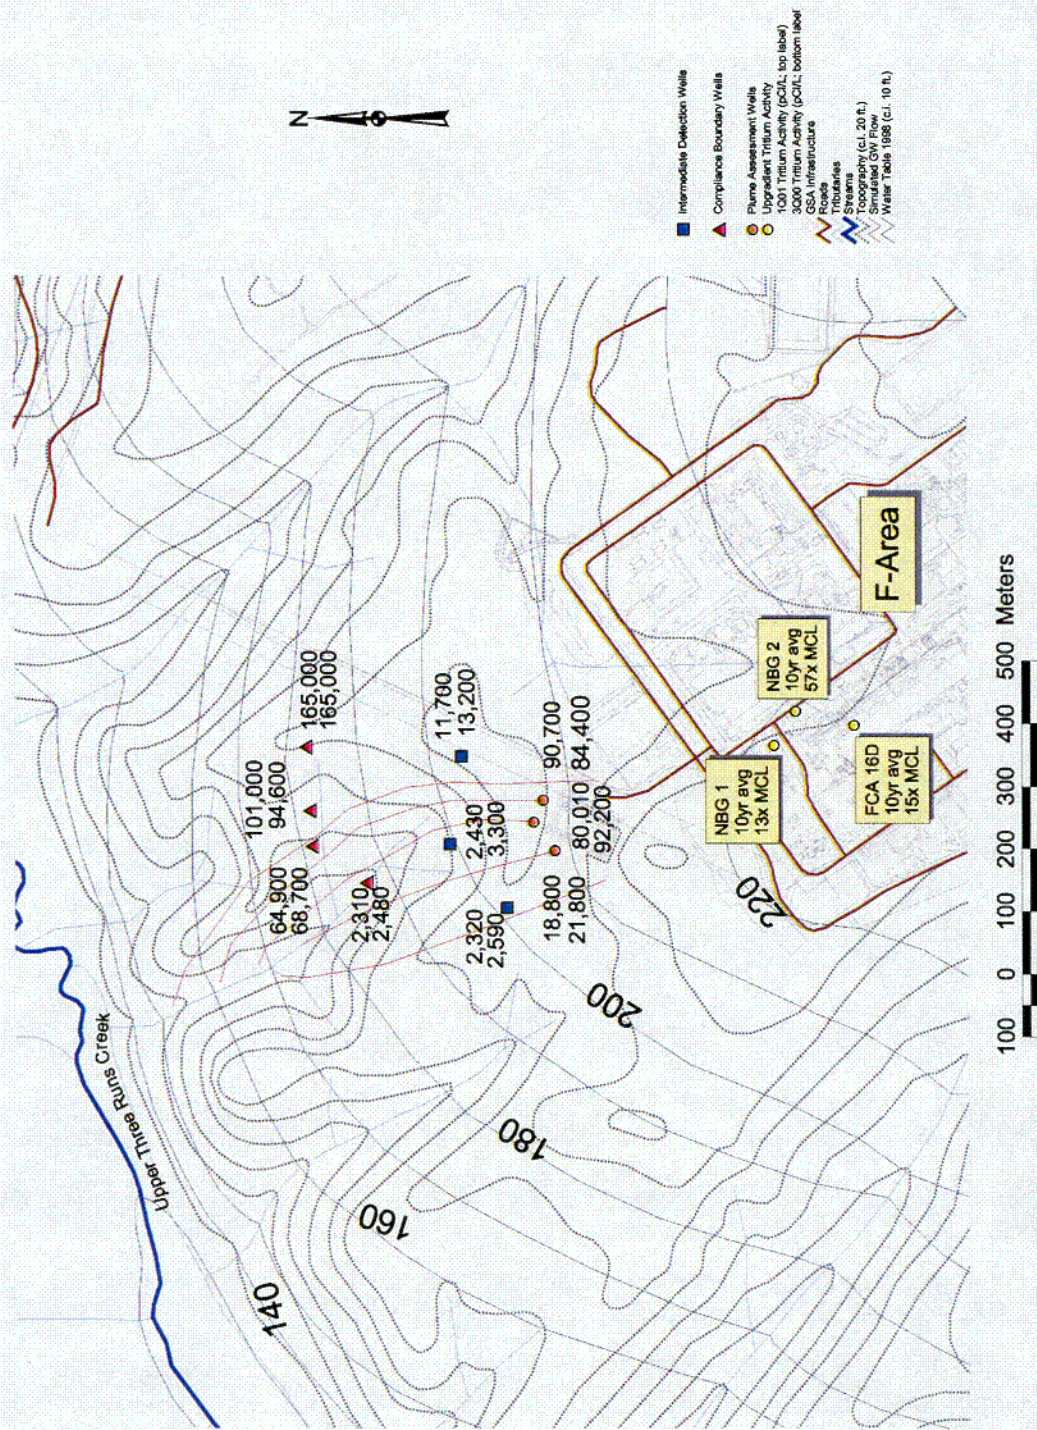 N
Intermediate Detection Wells
Compliance Boundary Wells
Plume Assessment Wells
Upgradient Tritium Activity
1Q01 Tritium Activity (pCi/L; top label)
3Q00 Tritium Activity (pCi/L; bottom label
GSA Infrastructure
Roads
Tributaries
Streams
Topography (c.i. 20 ft.)
Simulated GW Flow
Water Table 1998 (c.i. 10 ft.)
Upper Three Runs Creek
165,000
165,000
101,000
94,600
64,900
68,700
2,310
2,480
11,700
13,200
2,430
3,300
2,320
2,590
90,700
84,400
80,010
92,200
18,800
21,800
140
160
180
200
220
NBG 1
10yr avg
13x MCL
NBG 2
10yr avg
57x MCL
FCA 16D
10yr avg
15x MCL
F-Area
100 0 100 200 300 400 500 Meters